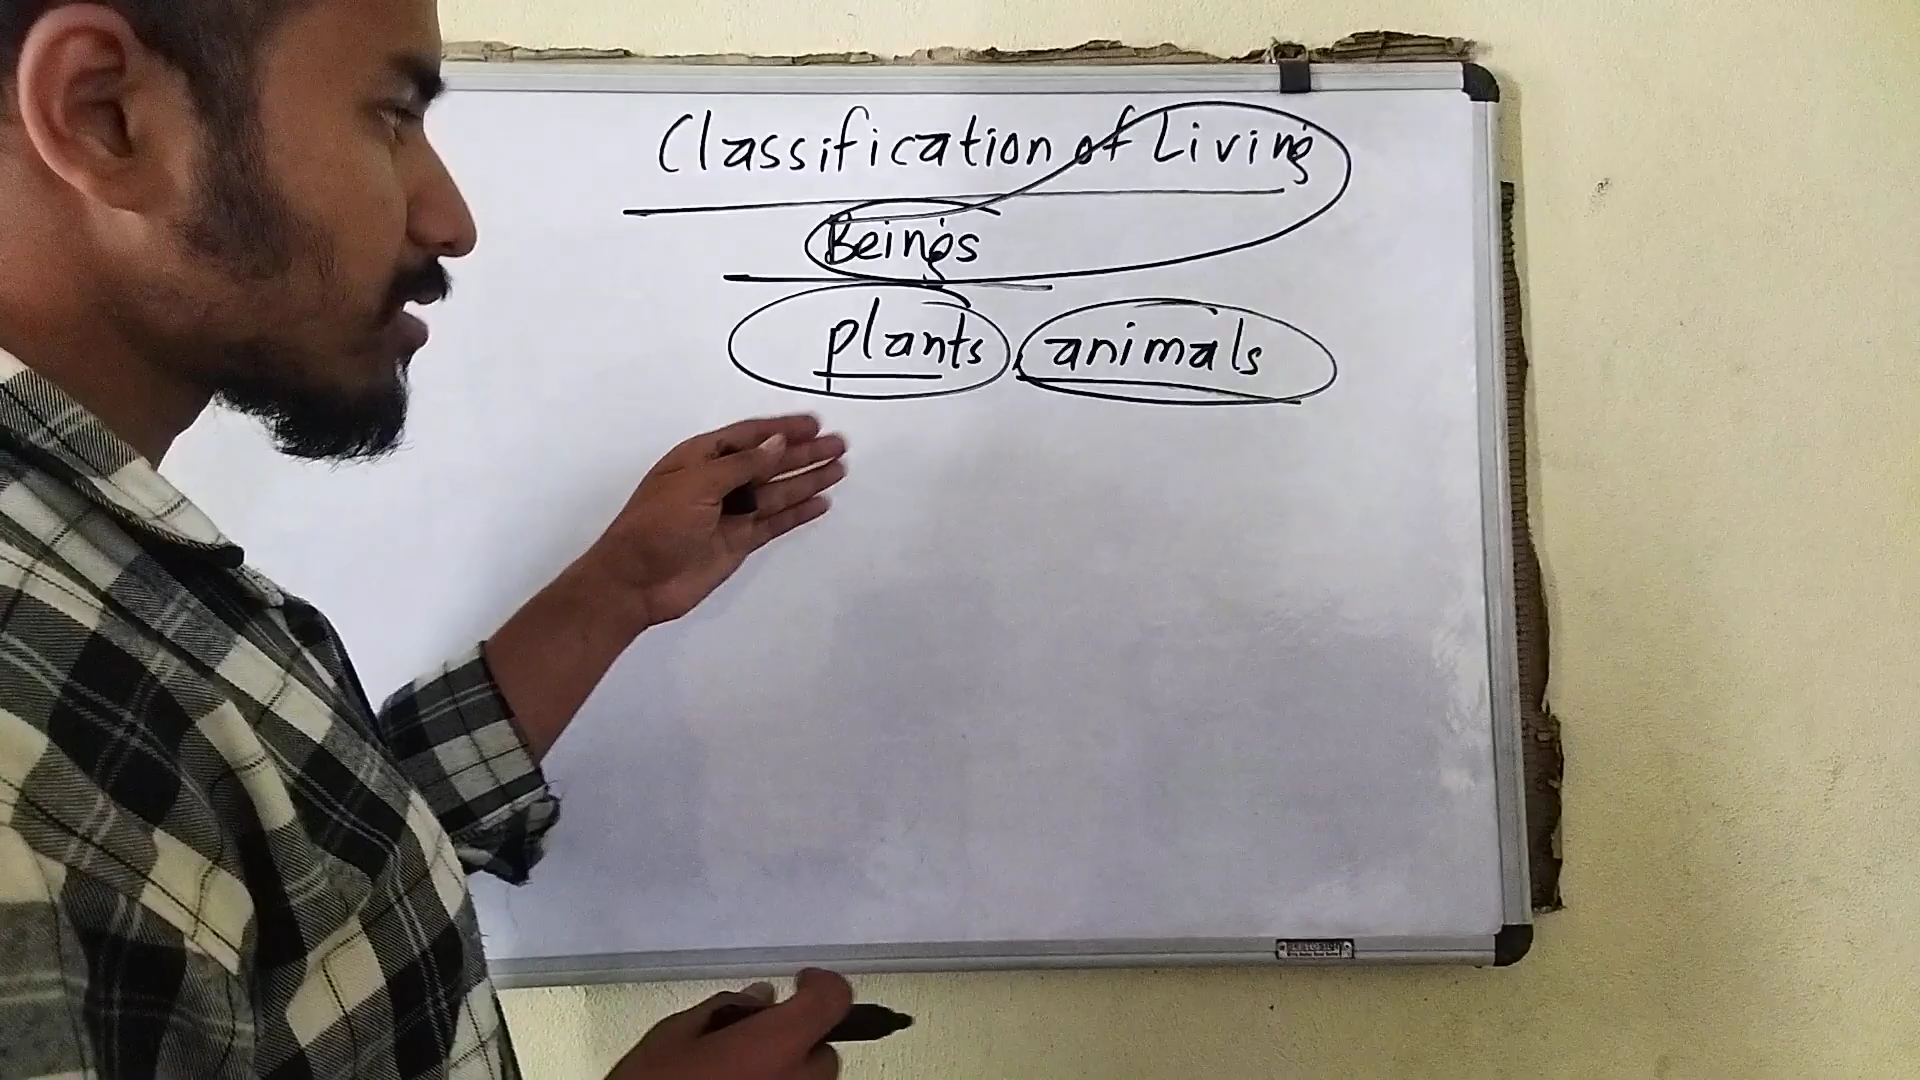 Classification of Living
Beings
plants, animals